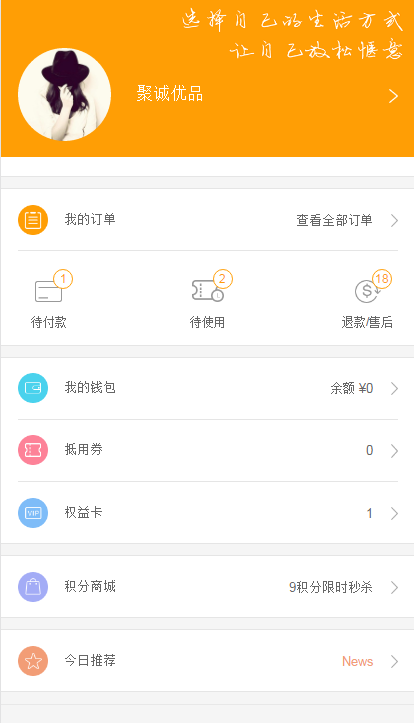 选择自己的生活方式
让自己放松惬意
聚诚优品
我的订单 查看全部订单
1 2 18
待付款 待使用 退款/售后
我的钱包 余额 ¥0
抵用券 0
VIP 权益卡 1
积分商城 9积分限时秒杀
今日推荐 News